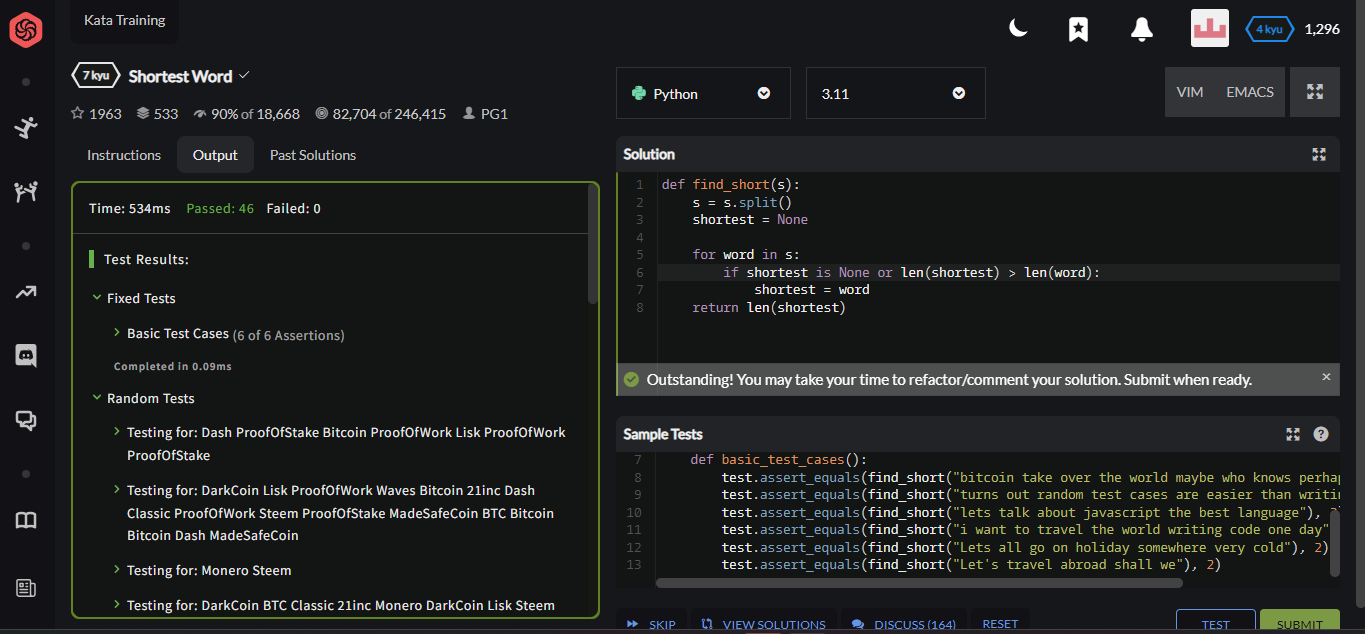 Kata Training
4 kyu
1,296
7 kyu
Shortest Word
1963
533
90% of 18,668
82,704 of 246,415
PG1
Python
3.11
VIM
EMACS
Instructions
Output
Past Solutions
Time: 534ms Passed: 46 Failed: 0
Test Results:
Fixed Tests
Basic Test Cases (6 of 6 Assertions)
Completed in 0.09ms
Random Tests
Testing for: Dash ProofOfStake Bitcoin ProofOfWork Lisk ProofOfWork
ProofOfStake
Testing for: DarkCoin Lisk ProofOfWork Waves Bitcoin 21inc Dash
Classic ProofOfWork Steem ProofOfStake MadeSafeCoin BTC Bitcoin
Bitcoin Dash MadeSafeCoin
Testing for: Monero Steem
Testing for: DarkCoin BTC Classic 21inc Monero DarkCoin Lisk Steem
Solution
1 def find_short(s):
2 s = s.split()
3 shortest = None
4
5 for word in s:
6 if shortest is None or len(shortest) > len(word):
7 shortest = word
8 return len(shortest)
Outstanding! You may take your time to refactor/comment your solution. Submit when ready.
Sample Tests
7 def basic_test_cases():
8 test.assert_equals(find_short("bitcoin take over the world maybe who knows perhap
9 test.assert_equals(find_short("turns out random test cases are easier than writin
10 test.assert_equals(find_short("lets talk about javascript the best language"),
11 test.assert_equals(find_short("i want to travel the world writing code one day"
12 test.assert_equals(find_short("Lets all go on holiday somewhere very cold"), 2)
13 test.assert_equals(find_short("Let's travel abroad shall we"), 2)
SKIP
VIEW SOLUTIONS
DISCUSS (164)
RESET
TEST
SUBMIT